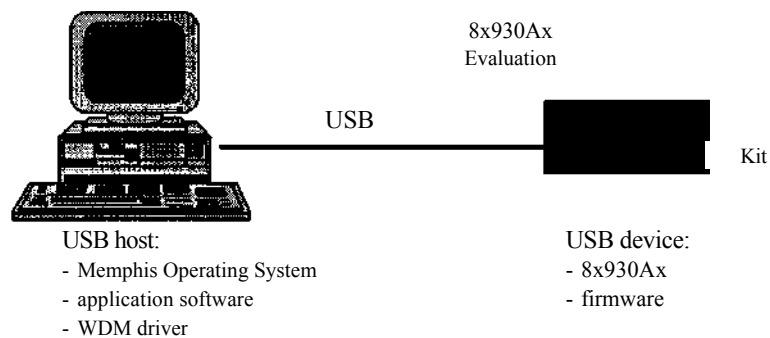 8x930Ax
Evaluation
USB
Kit
USB host:
- Memphis Operating System
- application software
- WDM driver
USB device:
- 8x930Ax
- firmware